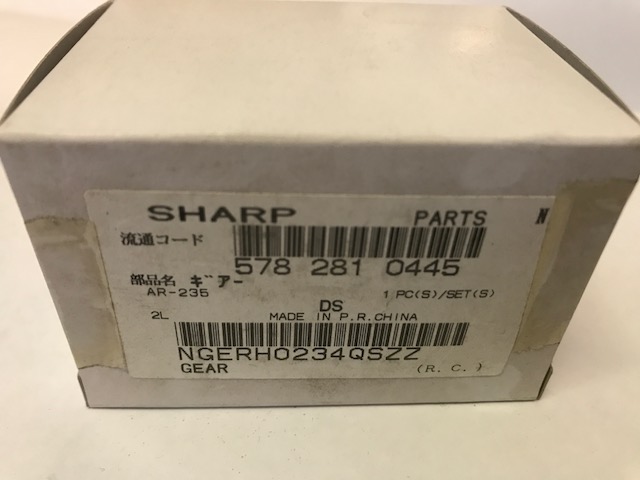 SHARP PARTS N
流通コード
578 281 0445
部品名 ギアー
AR-235 1 PC(S)/SET(S)
DS
2L MADE IN P.R.CHINA
NGERH0234QSZZ
GEAR (R.C.)